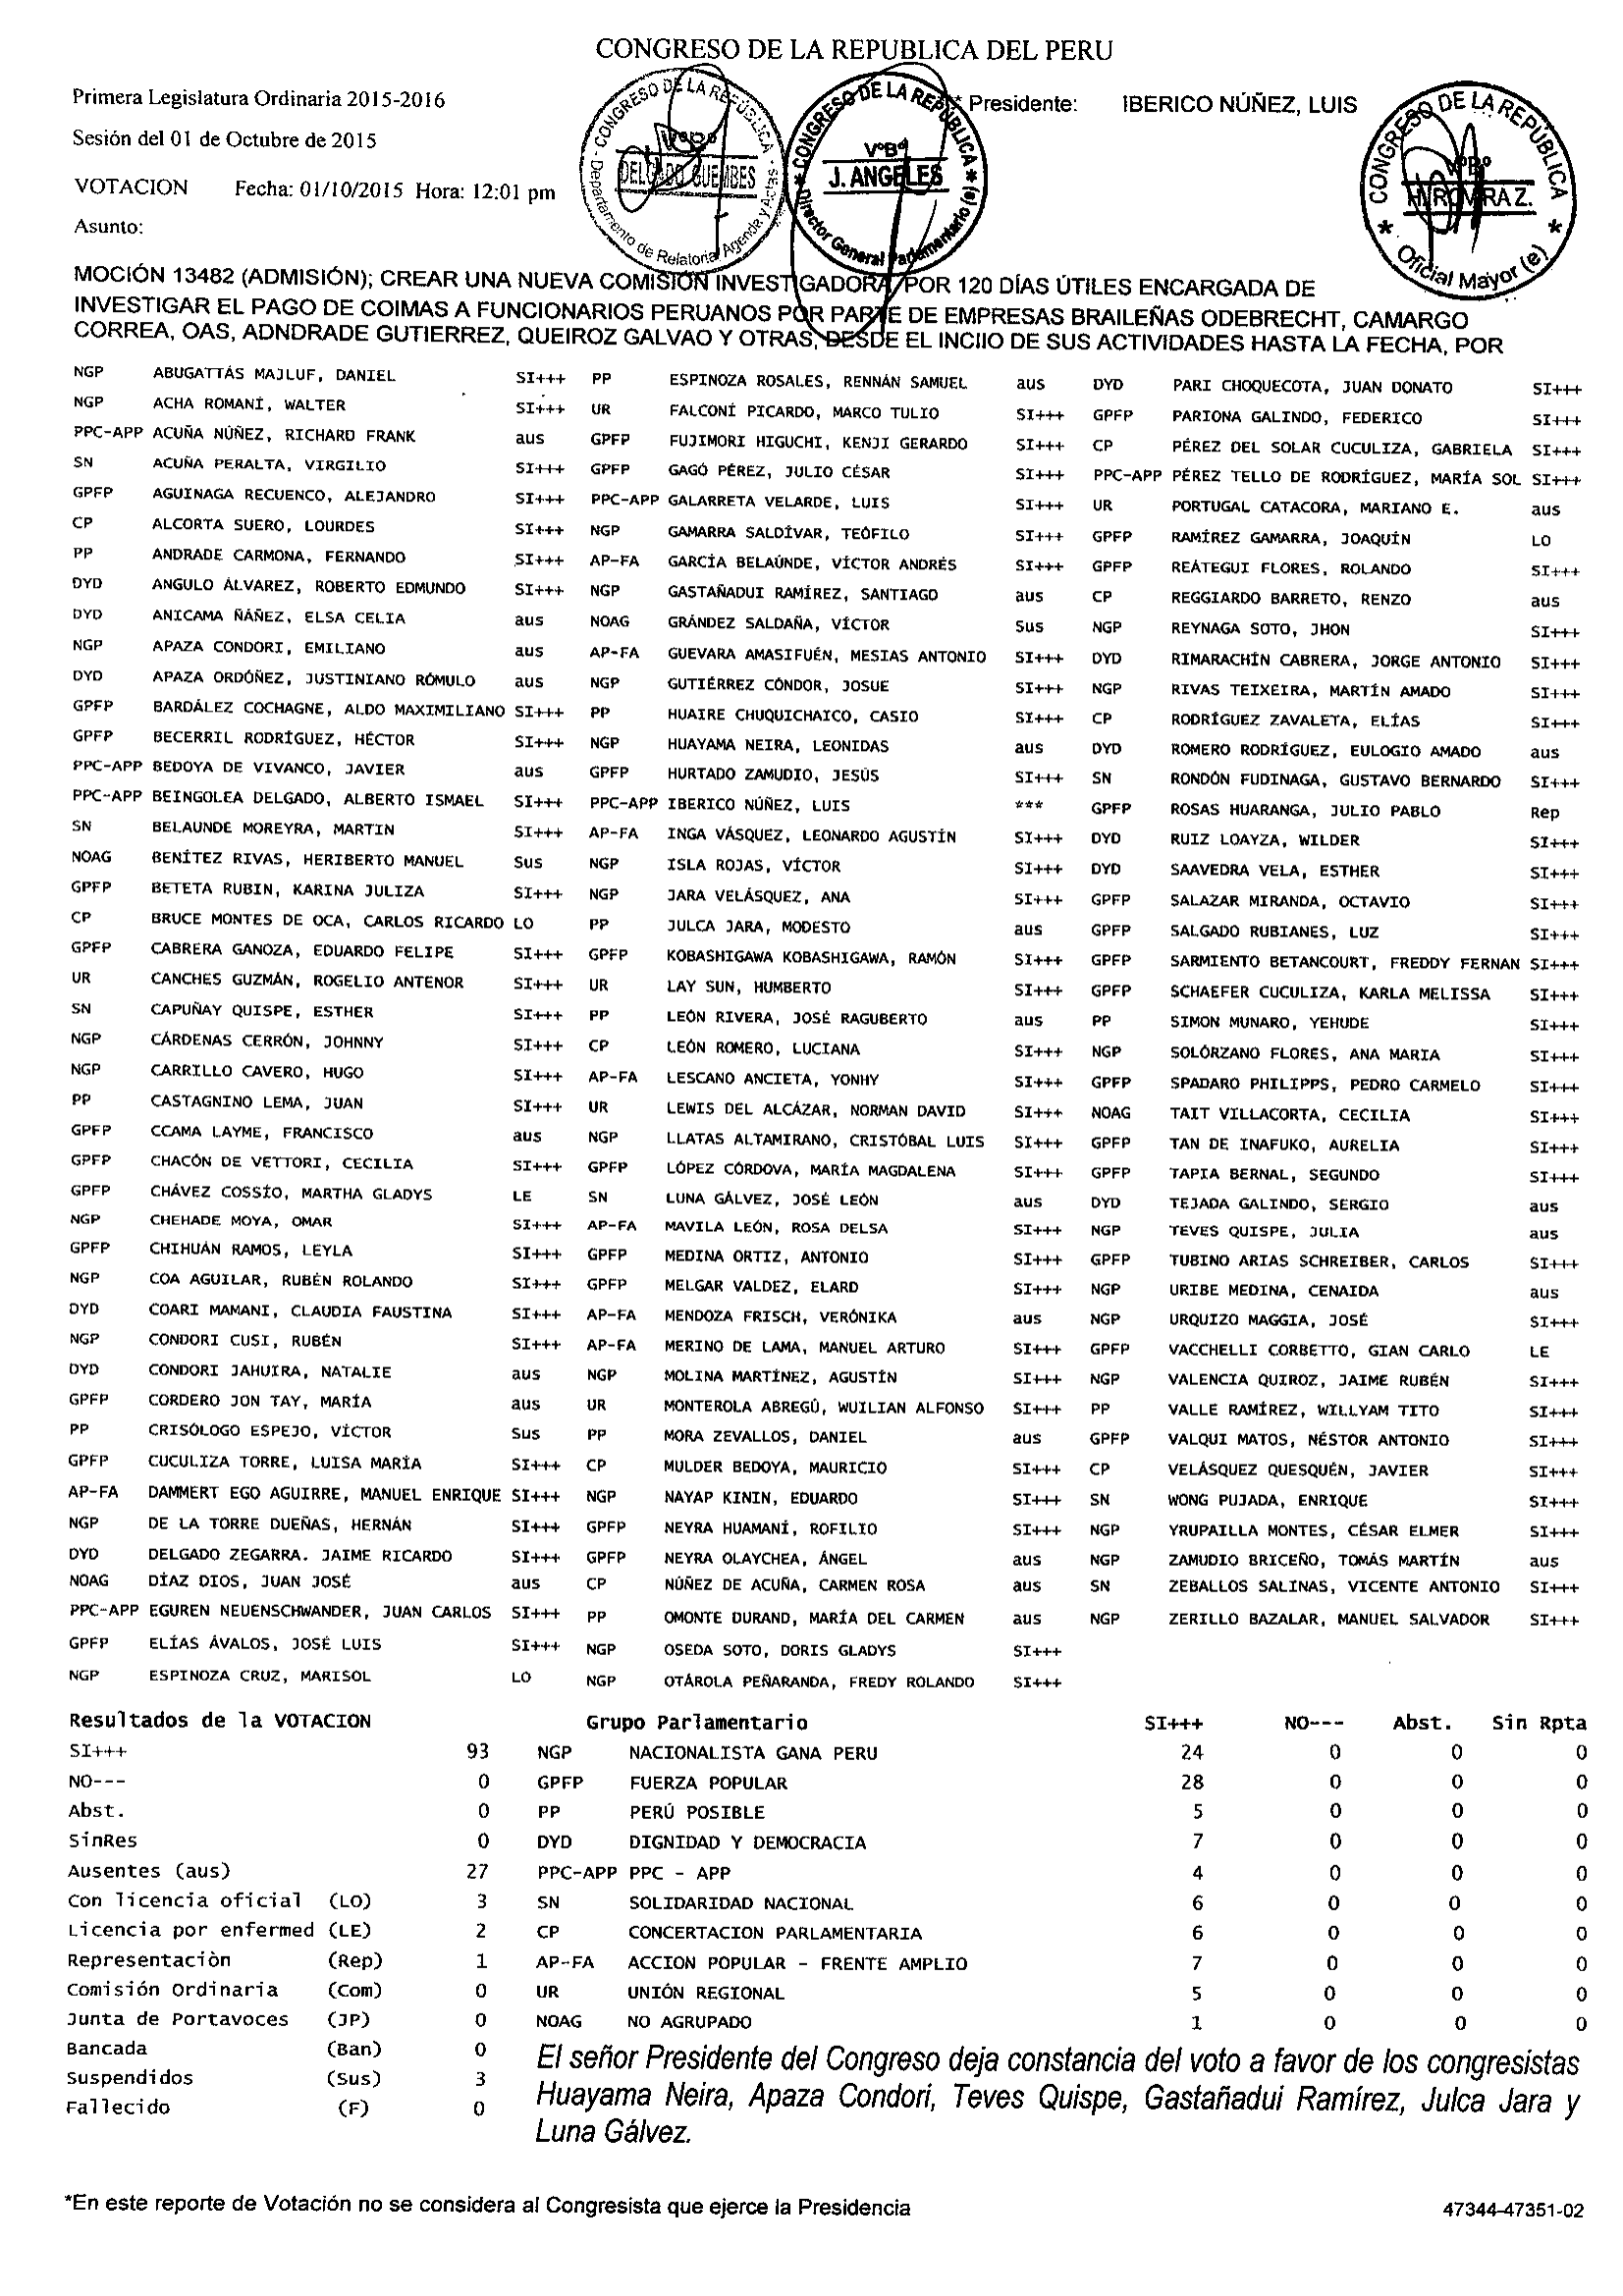 CONGRESO DE LA REPUBLICA DEL PERU
Primera Legislatura Ordinaria 2015-2016
** Presidente: IBERICO NÚÑEZ, LUIS
Sesión del 01 de Octubre de 2015
VOTACION Fecha: 01/10/2015 Hora: 12:01 pm
Asunto:
CONGRESO DE LA REPÚBLICA
VºBº
DELGADO GUEMBES
Departamento de Relatoría, Agenda y Actas
CONGRESO DE LA REPÚBLICA
VºBº
J. ANGELES
Director General Parlamentario (e)
CONGRESO DE LA REPÚBLICA
VºBº
H. ROVIRA Z.
Oficial Mayor (e)
MOCIÓN 13482 (ADMISIÓN); CREAR UNA NUEVA COMISIÓN INVESTIGADORA POR 120 DÍAS ÚTILES ENCARGADA DE
INVESTIGAR EL PAGO DE COIMAS A FUNCIONARIOS PERUANOS POR PARTE DE EMPRESAS BRAILEÑAS ODEBRECHT, CAMARGO
CORREA, OAS, ADNDRADE GUTIERREZ, QUEIROZ GALVAO Y OTRAS, DESDE EL INCIIO DE SUS ACTIVIDADES HASTA LA FECHA, POR
NGP ABUGATTÁS MAJLUF, DANIEL SI+++ PP ESPINOZA ROSALES, RENNÁN SAMUEL aus DYD PARI CHOQUECOTA, JUAN DONATO SI+++
NGP ACHA ROMANÍ, WALTER SI+++ UR FALCONÍ PICARDO, MARCO TULIO SI+++ GPFP PARIONA GALINDO, FEDERICO SI+++
PPC-APP ACUÑA NÚÑEZ, RICHARD FRANK aus GPFP FUJIMORI HIGUCHI, KENJI GERARDO SI+++ CP PÉREZ DEL SOLAR CUCULIZA, GABRIELA SI+++
SN ACUÑA PERALTA, VIRGILIO SI+++ GPFP GAGÓ PÉREZ, JULIO CÉSAR SI+++ PPC-APP PÉREZ TELLO DE RODRÍGUEZ, MARÍA SOL SI+++
GPFP AGUINAGA RECUENCO, ALEJANDRO SI+++ PPC-APP GALARRETA VELARDE, LUIS SI+++ UR PORTUGAL CATACORA, MARIANO E. aus
CP ALCORTA SUERO, LOURDES SI+++ NGP GAMARRA SALDÍVAR, TEÓFILO SI+++ GPFP RAMÍREZ GAMARRA, JOAQUÍN LO
PP ANDRADE CARMONA, FERNANDO SI+++ AP-FA GARCÍA BELAÚNDE, VÍCTOR ANDRÉS SI+++ GPFP REÁTEGUI FLORES, ROLANDO SI+++
DYD ANGULO ÁLVAREZ, ROBERTO EDMUNDO SI+++ NGP GASTAÑADUI RAMÍREZ, SANTIAGO aus CP REGGIARDO BARRETO, RENZO aus
DYD ANICAMA ÑÁÑEZ, ELSA CELIA aus NOAG GRÁNDEZ SALDAÑA, VÍCTOR Sus NGP REYNAGA SOTO, JHON SI+++
NGP APAZA CONDORI, EMILIANO aus AP-FA GUEVARA AMASIFUÉN, MESIAS ANTONIO SI+++ DYD RIMARACHÍN CABRERA, JORGE ANTONIO SI+++
DYD APAZA ORDÓÑEZ, JUSTINIANO RÓMULO aus NGP GUTIÉRREZ CÓNDOR, JOSUE SI+++ NGP RIVAS TEIXEIRA, MARTÍN AMADO SI+++
GPFP BARDÁLEZ COCHAGNE, ALDO MAXIMILIANO SI+++ PP HUAIRE CHUQUICHAICO, CASIO SI+++ CP RODRÍGUEZ ZAVALETA, ELÍAS SI+++
GPFP BECERRIL RODRÍGUEZ, HÉCTOR SI+++ NGP HUAYAMA NEIRA, LEONIDAS aus DYD ROMERO RODRÍGUEZ, EULOGIO AMADO aus
PPC-APP BEDOYA DE VIVANCO, JAVIER aus GPFP HURTADO ZAMUDIO, JESÚS SI+++ SN RONDÓN FUDINAGA, GUSTAVO BERNARDO SI+++
PPC-APP BEINGOLEA DELGADO, ALBERTO ISMAEL SI+++ PPC-APP IBERICO NÚÑEZ, LUIS *** GPFP ROSAS HUARANGA, JULIO PABLO Rep
SN BELAUNDE MOREYRA, MARTIN SI+++ AP-FA INGA VÁSQUEZ, LEONARDO AGUSTÍN SI+++ DYD RUIZ LOAYZA, WILDER SI+++
NOAG BENÍTEZ RIVAS, HERIBERTO MANUEL Sus NGP ISLA ROJAS, VÍCTOR SI+++ DYD SAAVEDRA VELA, ESTHER SI+++
GPFP BETETA RUBIN, KARINA JULIZA SI+++ NGP JARA VELÁSQUEZ, ANA SI+++ GPFP SALAZAR MIRANDA, OCTAVIO SI+++
CP BRUCE MONTES DE OCA, CARLOS RICARDO LO PP JULCA JARA, MODESTO aus GPFP SALGADO RUBIANES, LUZ SI+++
GPFP CABRERA GANOZA, EDUARDO FELIPE SI+++ GPFP KOBASHIGAWA KOBASHIGAWA, RAMÓN SI+++ GPFP SARMIENTO BETANCOURT, FREDDY FERNAN SI+++
UR CANCHES GUZMÁN, ROGELIO ANTENOR SI+++ UR LAY SUN, HUMBERTO SI+++ GPFP SCHAEFER CUCULIZA, KARLA MELISSA SI+++
SN CAPUÑAY QUISPE, ESTHER SI+++ PP LEÓN RIVERA, JOSÉ RAGUBERTO aus PP SIMON MUNARO, YEHUDE SI+++
NGP CÁRDENAS CERRÓN, JOHNNY SI+++ CP LEÓN ROMERO, LUCIANA SI+++ NGP SOLÓRZANO FLORES, ANA MARIA SI+++
NGP CARRILLO CAVERO, HUGO SI+++ AP-FA LESCANO ANCIETA, YONHY SI+++ GPFP SPADARO PHILIPPS, PEDRO CARMELO SI+++
PP CASTAGNINO LEMA, JUAN SI+++ UR LEWIS DEL ALCÁZAR, NORMAN DAVID SI+++ NOAG TAIT VILLACORTA, CECILIA SI+++
GPFP CCAMA LAYME, FRANCISCO aus NGP LLATAS ALTAMIRANO, CRISTÓBAL LUIS SI+++ GPFP TAN DE INAFUKO, AURELIA SI+++
GPFP CHACÓN DE VETTORI, CECILIA SI+++ GPFP LÓPEZ CÓRDOVA, MARÍA MAGDALENA SI+++ GPFP TAPIA BERNAL, SEGUNDO SI+++
GPFP CHÁVEZ COSSÍO, MARTHA GLADYS LE SN LUNA GÁLVEZ, JOSÉ LEÓN aus DYD TEJADA GALINDO, SERGIO aus
NGP CHEHADE MOYA, OMAR SI+++ AP-FA MAVILA LEÓN, ROSA DELSA SI+++ NGP TEVES QUISPE, JULIA aus
GPFP CHIHUÁN RAMOS, LEYLA SI+++ GPFP MEDINA ORTIZ, ANTONIO SI+++ GPFP TUBINO ARIAS SCHREIBER, CARLOS SI+++
NGP COA AGUILAR, RUBÉN ROLANDO SI+++ GPFP MELGAR VALDEZ, ELARD SI+++ NGP URIBE MEDINA, CENAIDA aus
DYD COARI MAMANI, CLAUDIA FAUSTINA SI+++ AP-FA MENDOZA FRISCH, VERÓNIKA aus NGP URQUIZO MAGGIA, JOSÉ SI+++
NGP CONDORI CUSI, RUBÉN SI+++ AP-FA MERINO DE LAMA, MANUEL ARTURO SI+++ GPFP VACCHELLI CORBETTO, GIAN CARLO LE
DYD CONDORI JAHUIRA, NATALIE aus NGP MOLINA MARTÍNEZ, AGUSTÍN SI+++ NGP VALENCIA QUIROZ, JAIME RUBÉN SI+++
GPFP CORDERO JON TAY, MARÍA aus UR MONTEROLA ABREGÚ, WUILIAN ALFONSO SI+++ PP VALLE RAMÍREZ, WILLYAM TITO SI+++
PP CRISÓLOGO ESPEJO, VÍCTOR Sus PP MORA ZEVALLOS, DANIEL aus GPFP VALQUI MATOS, NÉSTOR ANTONIO SI+++
GPFP CUCULIZA TORRE, LUISA MARÍA SI+++ CP MULDER BEDOYA, MAURICIO SI+++ CP VELÁSQUEZ QUESQUÉN, JAVIER SI+++
AP-FA DAMMERT EGO AGUIRRE, MANUEL ENRIQUE SI+++ NGP NAYAP KININ, EDUARDO SI+++ SN WONG PUJADA, ENRIQUE SI+++
NGP DE LA TORRE DUEÑAS, HERNÁN SI+++ GPFP NEYRA HUAMANÍ, ROFILIO SI+++ NGP YRUPAILLA MONTES, CÉSAR ELMER SI+++
DYD DELGADO ZEGARRA. JAIME RICARDO SI+++ GPFP NEYRA OLAYCHEA, ÁNGEL aus NGP ZAMUDIO BRICEÑO, TOMÁS MARTÍN aus
NOAG DÍAZ DIOS, JUAN JOSÉ aus CP NÚÑEZ DE ACUÑA, CARMEN ROSA aus SN ZEBALLOS SALINAS, VICENTE ANTONIO SI+++
PPC-APP EGUREN NEUENSCHWANDER, JUAN CARLOS SI+++ PP OMONTE DURAND, MARÍA DEL CARMEN aus NGP ZERILLO BAZALAR, MANUEL SALVADOR SI+++
GPFP ELÍAS ÁVALOS, JOSÉ LUIS SI+++ NGP OSEDA SOTO, DORIS GLADYS SI+++
NGP ESPINOZA CRUZ, MARISOL LO NGP OTÁROLA PEÑARANDA, FREDY ROLANDO SI+++
Resultados de la VOTACION Grupo Parlamentario SI+++ NO--- Abst. Sin Rpta
SI+++ 93 NGP NACIONALISTA GANA PERU 24 0 0 0
NO--- 0 GPFP FUERZA POPULAR 28 0 0 0
Abst. 0 PP PERÚ POSIBLE 5 0 0 0
SinRes 0 DYD DIGNIDAD Y DEMOCRACIA 7 0 0 0
Ausentes (aus) 27 PPC-APP PPC - APP 4 0 0 0
Con licencia oficial (LO) 3 SN SOLIDARIDAD NACIONAL 6 0 0 0
Licencia por enfermed (LE) 2 CP CONCERTACION PARLAMENTARIA 6 0 0 0
Representaciòn (Rep) 1 AP-FA ACCION POPULAR - FRENTE AMPLIO 7 0 0 0
Comisión Ordinaria (Com) 0 UR UNIÓN REGIONAL 5 0 0 0
Junta de Portavoces (JP) 0 NOAG NO AGRUPADO 1 0 0 0
Bancada (Ban) 0
Suspendidos (Sus) 3
Fallecido (F) 0
El señor Presidente del Congreso deja constancia del voto a favor de los congresistas
Huayama Neira, Apaza Condori, Teves Quispe, Gastañadui Ramírez, Julca Jara y
Luna Gálvez.
*En este reporte de Votación no se considera al Congresista que ejerce la Presidencia 47344-47351-02